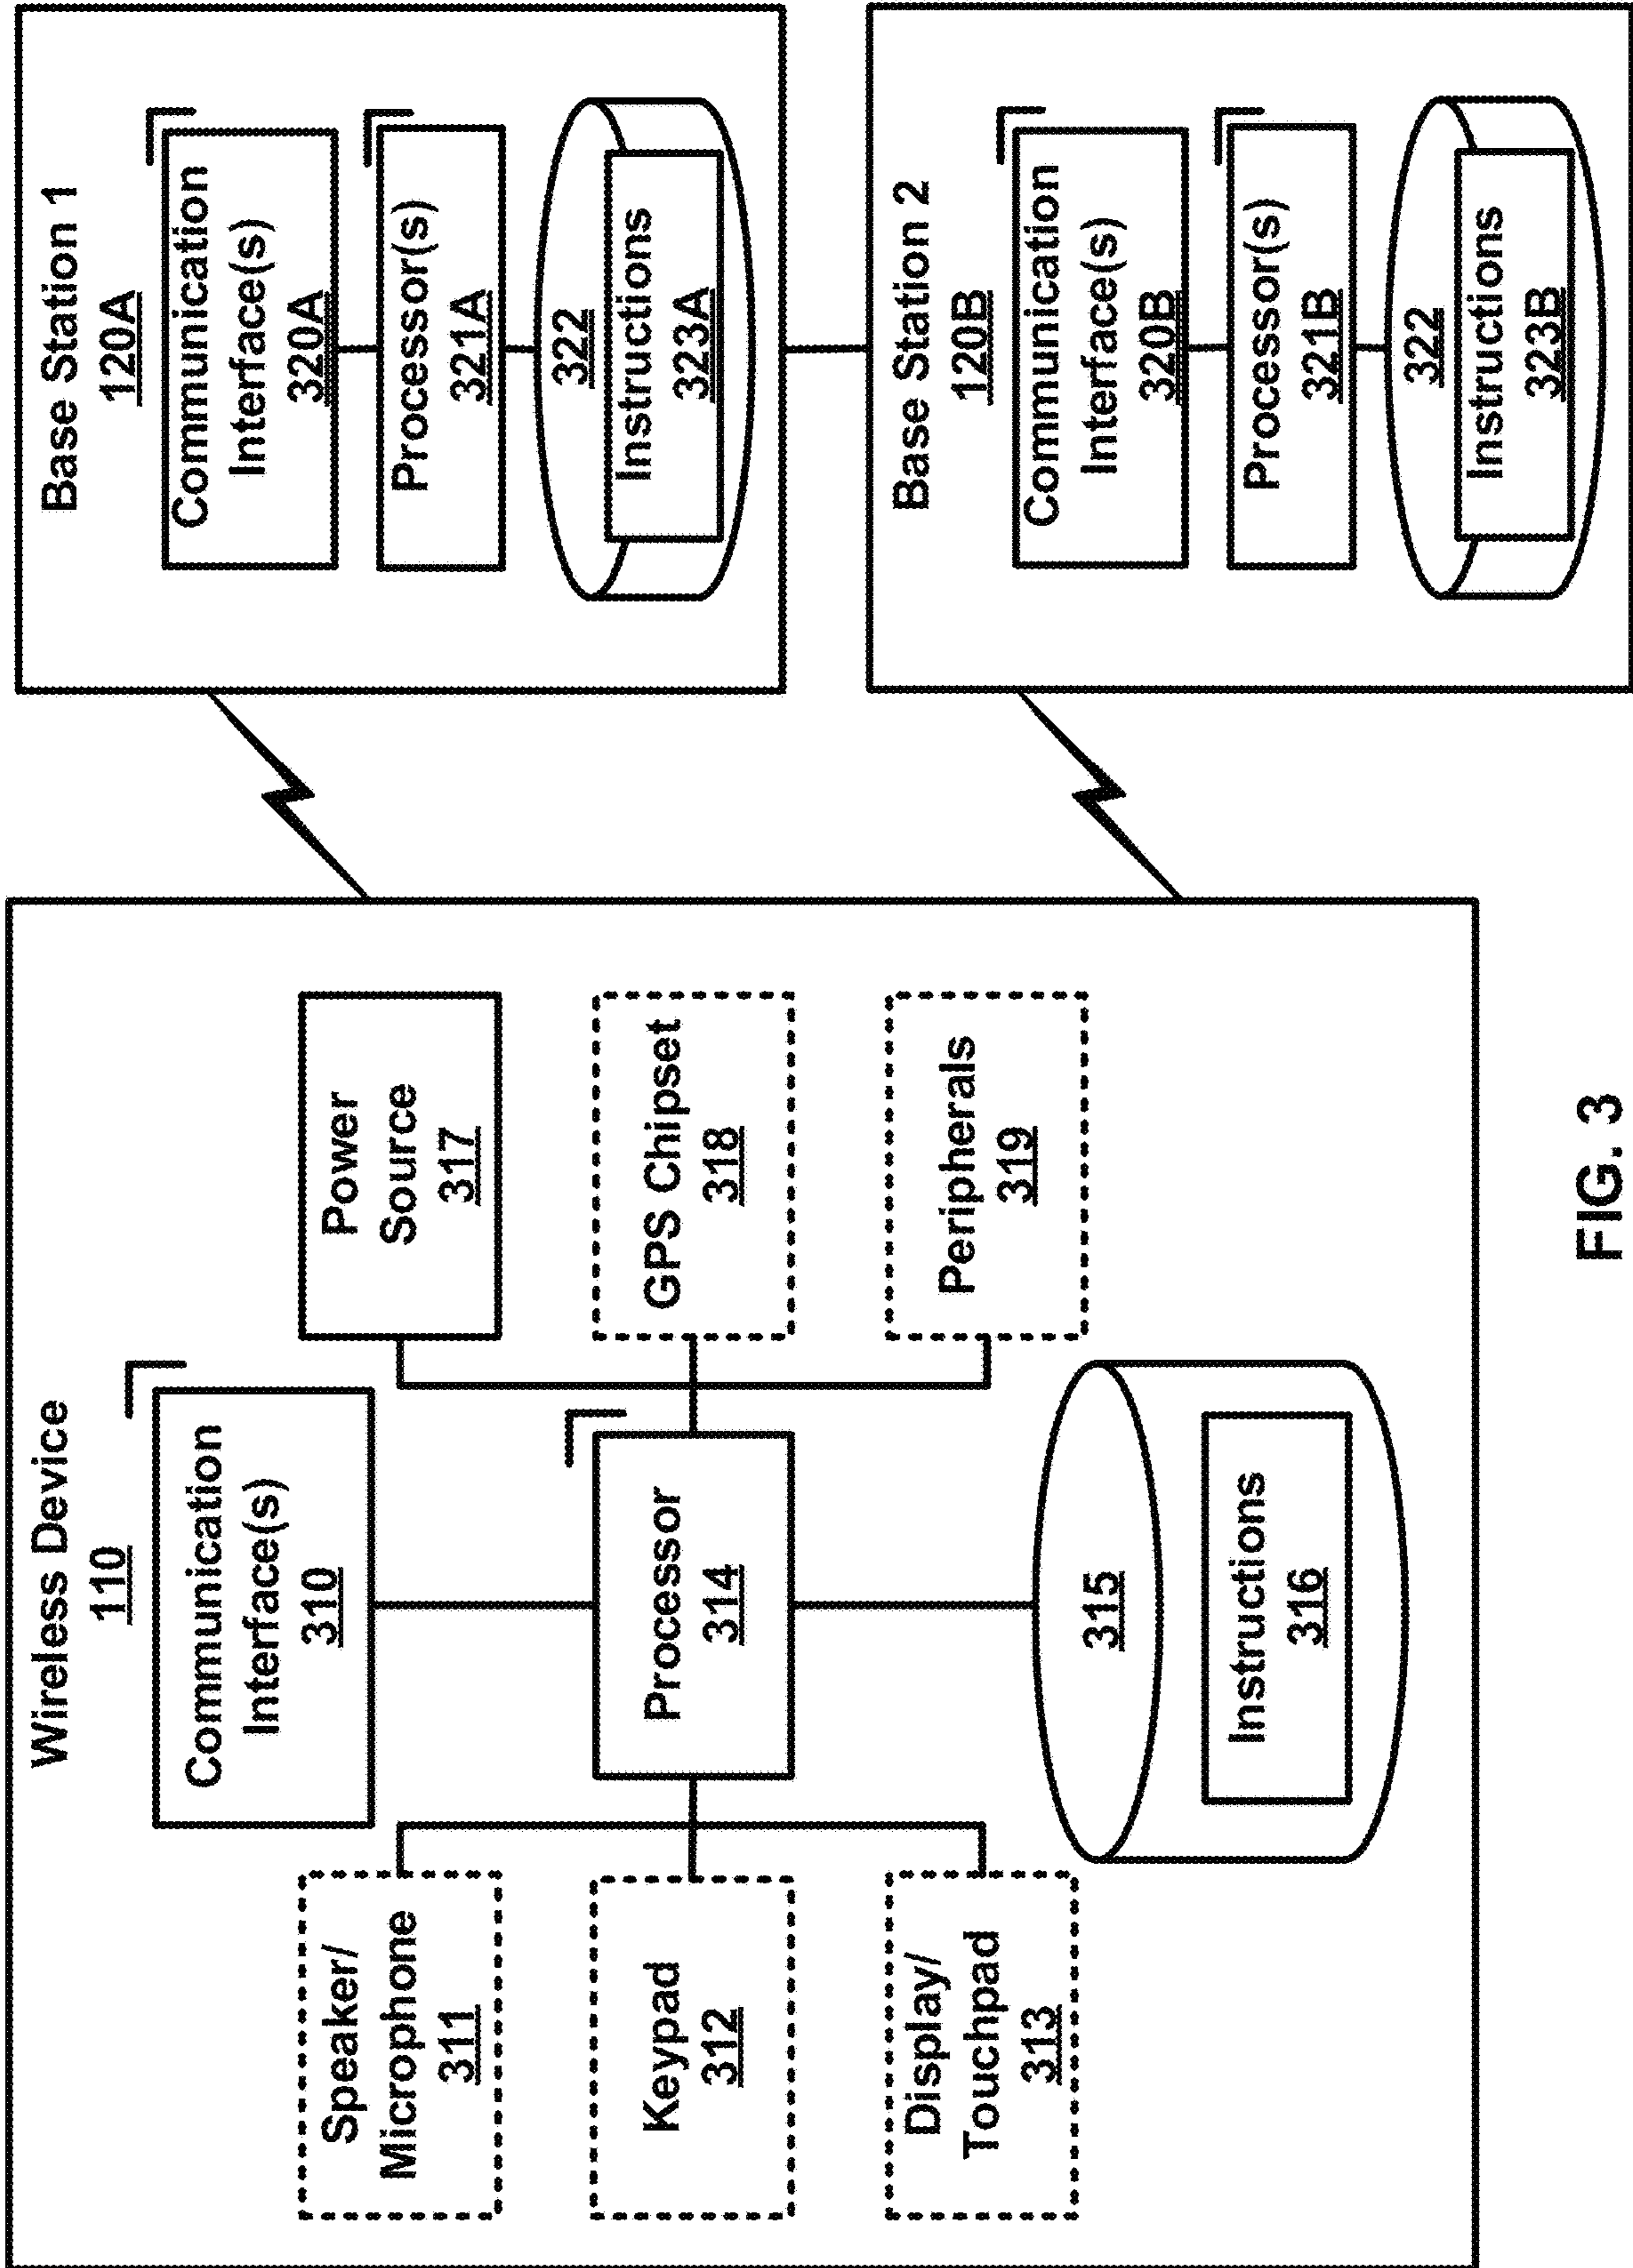 Wireless Device
110
Communication
Interface(s)
310
Speaker/
Microphone
311
Keypad
312
Display/
Touchpad
313
Processor
314
Power
Source
317
GPS Chipset
318
Peripherals
319
315
Instructions
316
Base Station 1
120A
Communication
Interface(s)
320A
Processor(s)
321A
322
Instructions
323A
Base Station 2
120B
Communication
Interface(s)
320B
Processor(s)
321B
322
Instructions
323B
FIG. 3